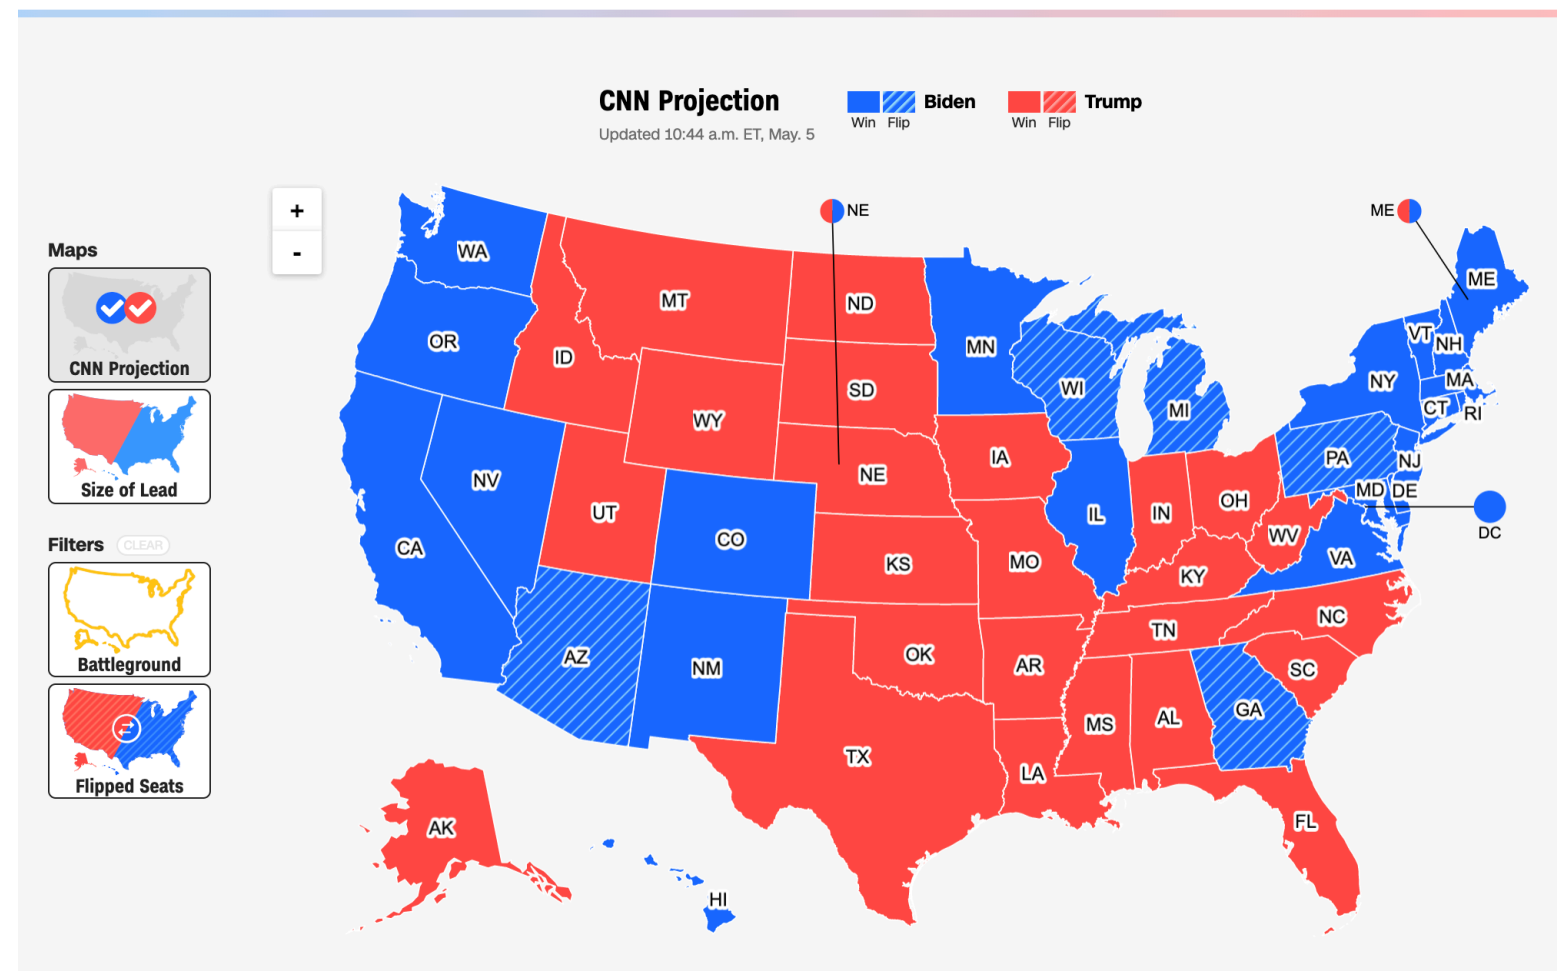 CNN Projection
Updated 10:44 a.m. ET, May. 5
Biden
Win Flip
Trump
Win Flip
+
-
Maps
CNN Projection
Size of Lead
Filters
CLEAR
Battleground
Flipped Seats
NE
ME
WA
MT
ND
ME
OR
ID
MN
VT
NH
SD
WI
NY
MA
WY
MI
CT
RI
IA
PA
NJ
NV
NE
MD
DE
UT
CO
IL
IN
OH
WV
DC
CA
KS
MO
KY
VA
NC
TN
AZ
NM
OK
AR
SC
MS
AL
GA
TX
LA
AK
FL
HI